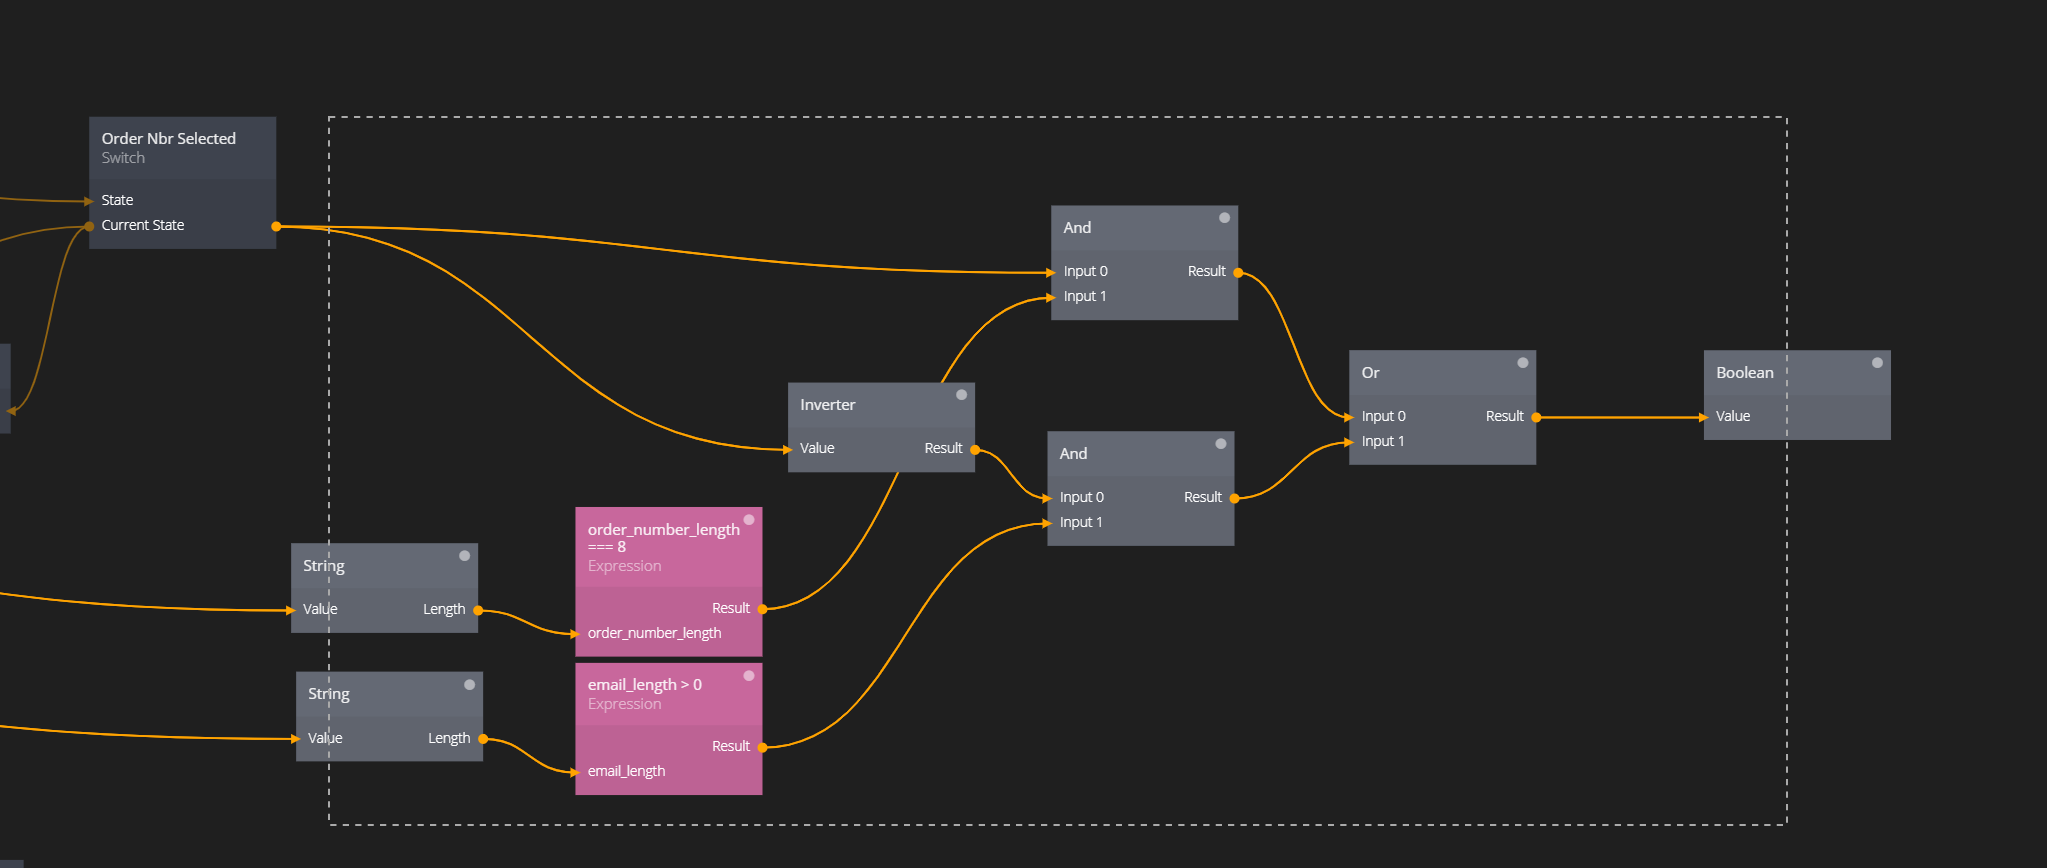 Order Nbr Selected
Switch
State
Current State
And
Input 0 Result
Input 1
Inverter
Value Result
And
Input 0 Result
Input 1
Or
Input 0 Result
Input 1
Boolean
Value
String
Value Length
order_number_length
=== 8
Expression
Result
order_number_length
String
Value Length
email_length > 0
Expression
Result
email_length